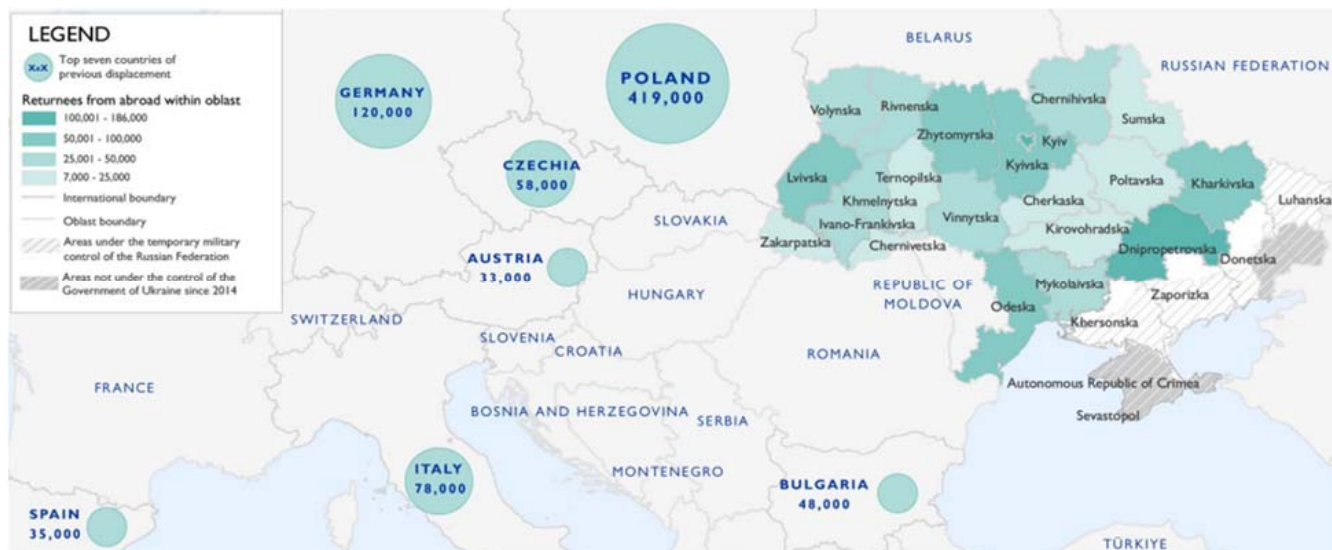 LEGEND
XxX
Top seven countries of
previous displacement
Returnees from abroad within oblast
100,001 - 186,000
50,001 - 100,000
25,001 - 50,000
7,000 - 25,000
International boundary
Oblast boundary
Areas under the temporary military
control of the Russian Federation
Areas not under the control of the
Government of Ukraine since 2014
BELARUS
RUSSIAN FEDERATION
POLAND
419,000
GERMANY
120,000
CZECHIA
58,000
SLOVAKIA
AUSTRIA
33,000
HUNGARY
SWITZERLAND
SLOVENIA
CROATIA
FRANCE
BOSNIA AND HERZEGOVINA
SERBIA
MONTENEGRO
ITALY
78,000
SPAIN
35,000
BULGARIA
48,000
ROMANIA
REPUBLIC OF
MOLDOVA
TÜRKIYE
Volynska
Rivnenska
Zhytomyrska
Chernihivska
Sumska
Kyiv
Kyivska
Lvivska
Ternopilska
Khmelnytska
Ivano-Frankivska
Zakarpatska
Chernivetska
Vinnytska
Cherkaska
Poltavska
Kharkivska
Luhanska
Kirovohradska
Dnipropetrovska
Donetska
Mykolaivska
Zaporizka
Odeska
Khersonska
Autonomous Republic of Crimea
Sevastopol